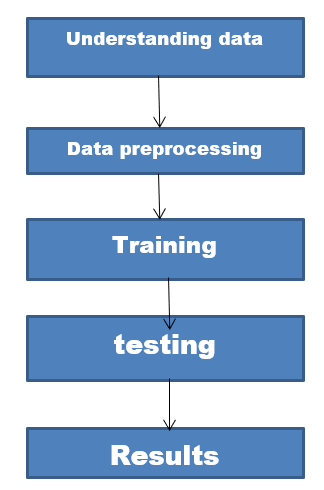 Understanding data
Data preprocessing
Training
testing
Results